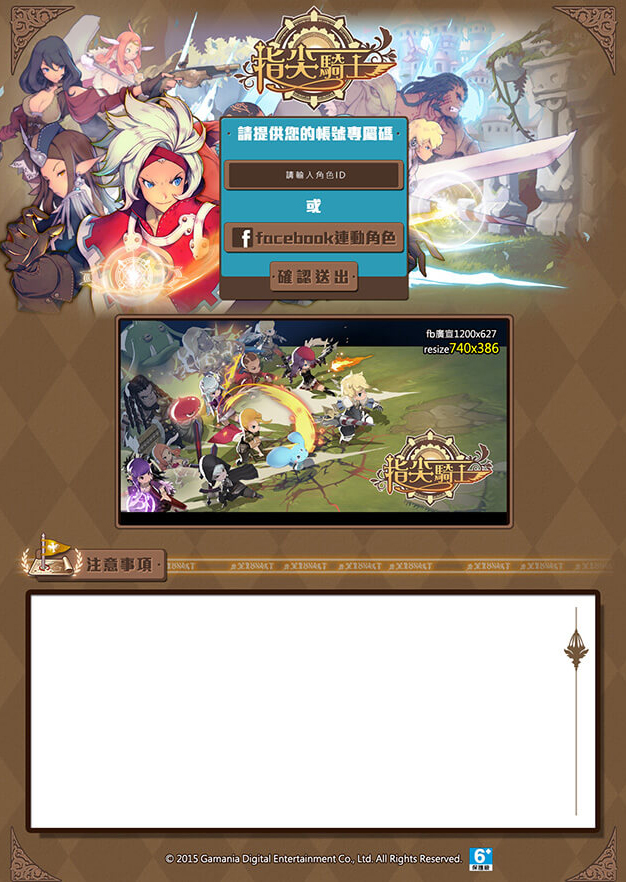 指尖騎士
請提供您的帳號專屬碼
請輸入角色ID
或
facebook連動角色
·確認送出·
fb廣宣1200x627
resize740x386
指尖騎士
注意事項·
© 2015 Gamania Digital Entertainment Co., Ltd. All Rights Reserved.
6+
保護級